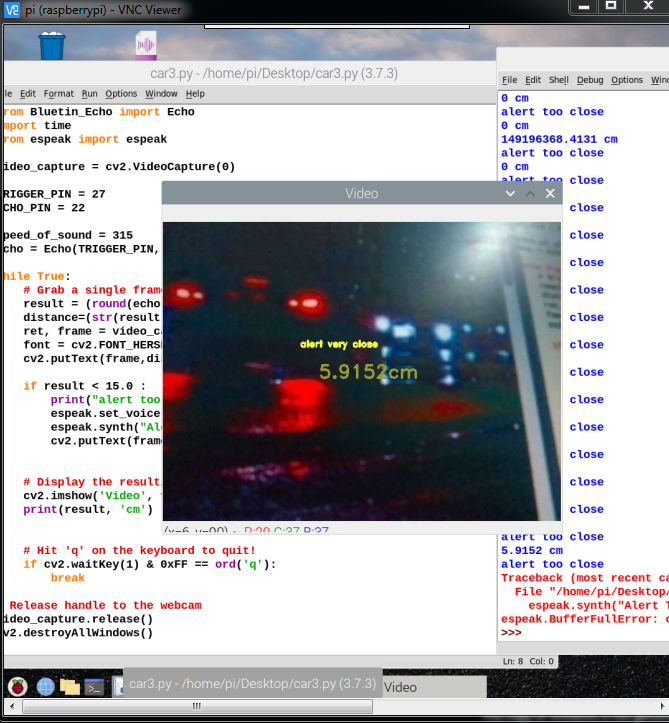 pi (raspberrypi) - VNC Viewer
car3.py - /home/pi/Desktop/car3.py (3.7.3)
le Edit Format Run Options Window Help
rom Bluetin_Echo import Echo
mport time
rom espeak import espeak
ideo_capture = cv2.VideoCapture(0)
RIGGER_PIN = 27
CHO_PIN = 22
peed_of_sound = 315
cho = Echo(TRIGGER_PIN,
hile True:
# Grab a single frame
result = (round(echo
distance=(str(result
ret, frame = video_ca
font = cv2.FONT_HERS
cv2.putText(frame,di
if result < 15.0 :
print("alert too
espeak.set_voice
espeak.synth("Al
cv2.putText(fram
# Display the result
cv2.imshow('Video',
print(result, 'cm')
# Hit 'q' on the keyboard to quit!
if cv2.waitKey(1) & 0xFF == ord('q'):
break
Release handle to the webcam
ideo_capture.release()
v2.destroyAllWindows()
Video
alert very close
5.9152cm
File Edit Shell Debug Options Wind
0 cm
alert too close
0 cm
149196368.4131 cm
alert too close
0 cm
alert too close
close
close
close
close
close
close
close
close
close
close
close
close
alert too close
5.9152 cm
alert too close
Traceback (most recent ca
File "/home/pi/Desktop/
espeak.synth("Alert T
espeak.BufferFullError: c
>>>
Ln: 8 Col: 0
car3.py - /home/pi/Desktop/car3.py (3.7.3)
Video